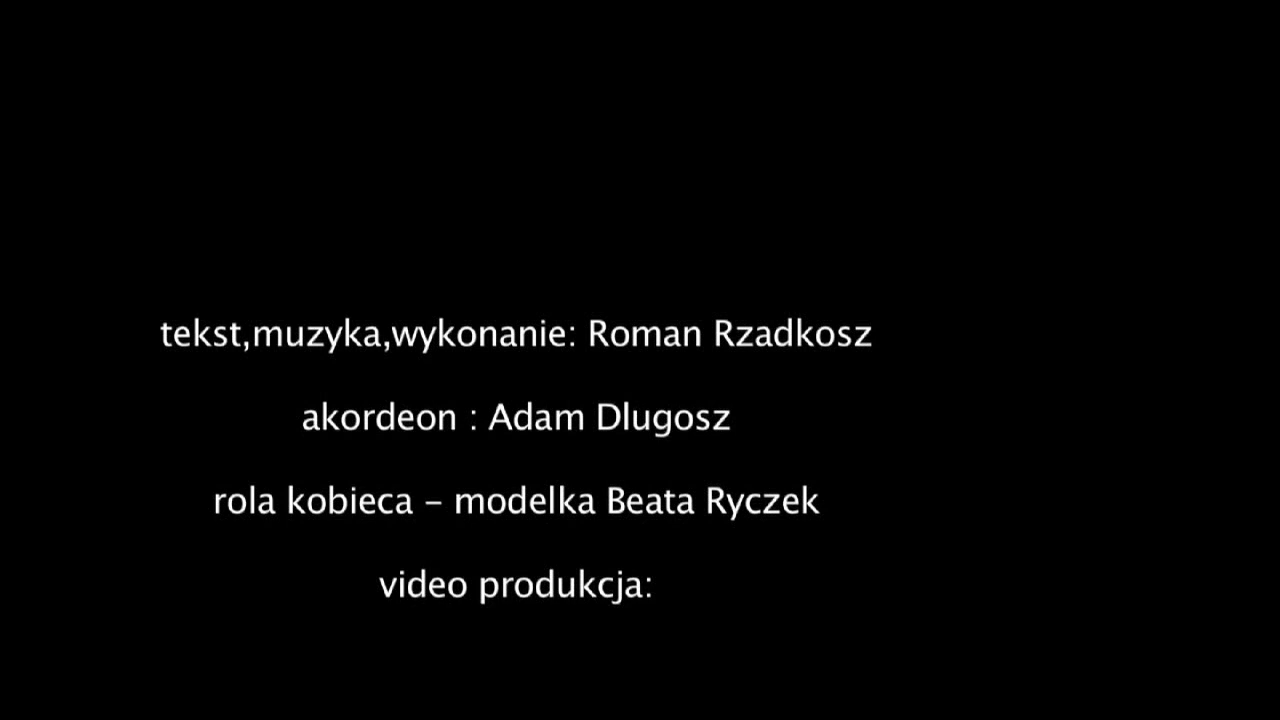 tekst,muzyka,wykonanie: Roman Rzadkosz
akordeon : Adam Dlugosz
rola kobieca – modelka Beata Ryczek
video produkcja: